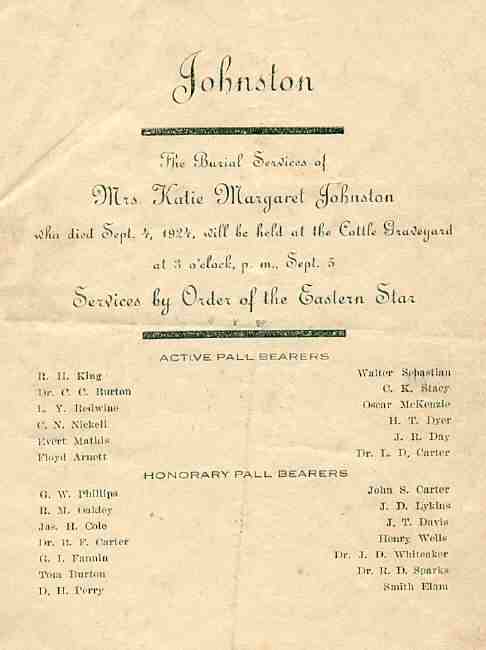 Johnston
The Burial Services of
Mrs. Katie Margaret Johnston
who died Sept. 4, 1924, will be held at the Cottle Graveyard
at 3 o'clock, p. m., Sept. 5
Services by Order of the Eastern Star
ACTIVE PALL BEARERS
R. H. King
Dr. C. C. Burton
L. Y. Redwine
C. N. Nickell
Evert Mathis
Floyd Arnett
Walter Sebastian
C. K. Stacy
Oscar McKenzie
H. T. Dyer
J. R. Day
Dr. L. D. Carter
HONORARY PALL BEARERS
G. W. Phillips
R. M. Oakley
Jas. H. Cole
Dr. B. F. Carter
G. I. Fannin
Tom Burton
D. H. Perry
John S. Carter
J. D. Lykins
J. T. Davis
Henry Wells
Dr. J. D. Whiteaker
Dr. R. D. Sparks
Smith Elam